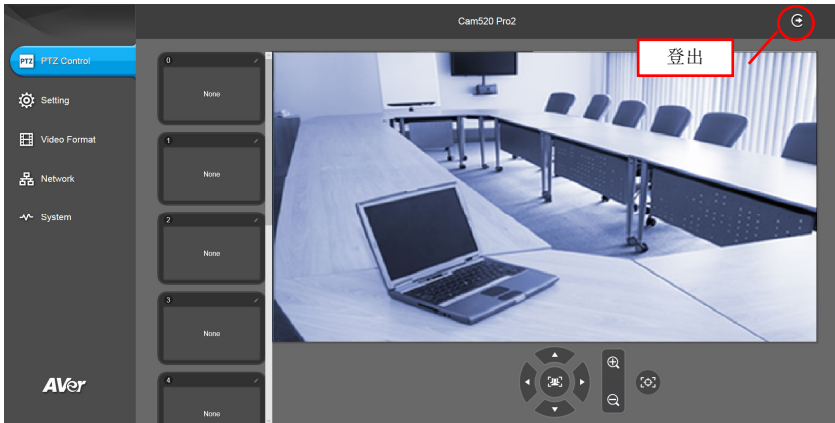 Cam520 Pro2
登出
PTZ PTZ Control
Setting
Video Format
Network
System
AVer
0
None
1
None
2
None
3
None
4
None